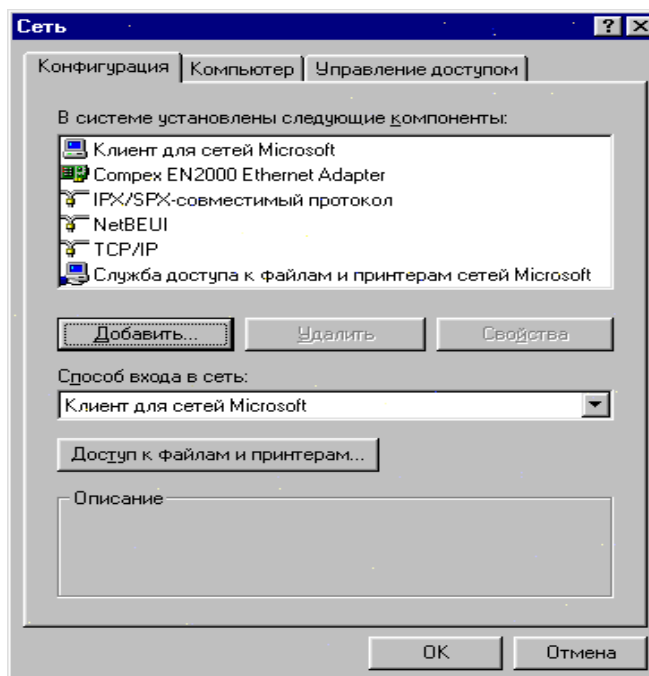 Сеть
Конфигурация Компьютер Управление доступом
В системе установлены следующие компоненты:
Клиент для сетей Microsoft
Compex EN2000 Ethernet Adapter
IPX/SPX-совместимый протокол
NetBEUI
TCP/IP
Служба доступа к файлам и принтерам сетей Microsoft
Добавить... Удалить Свойства
Способ входа в сеть:
Клиент для сетей Microsoft
Доступ к файлам и принтерам...
Описание
OK Отмена